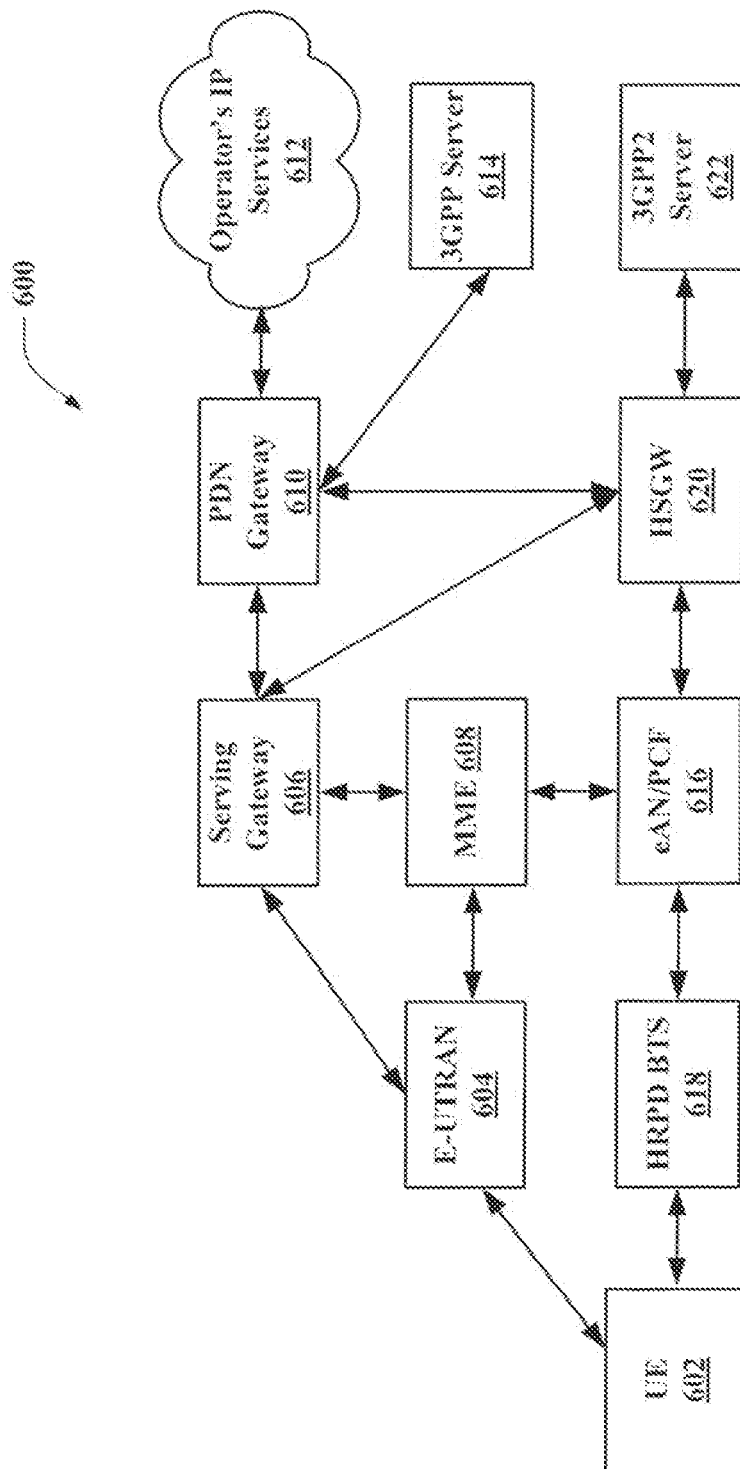 600
Operator's IP
Services
612
PDN
Gateway
610
Serving
Gateway
606
3GPP Server
614
MME 608
E-UTRAN
604
3GPP2
Server
622
HSGW
620
eAN/PCF
616
HRPD BTS
618
UE
602